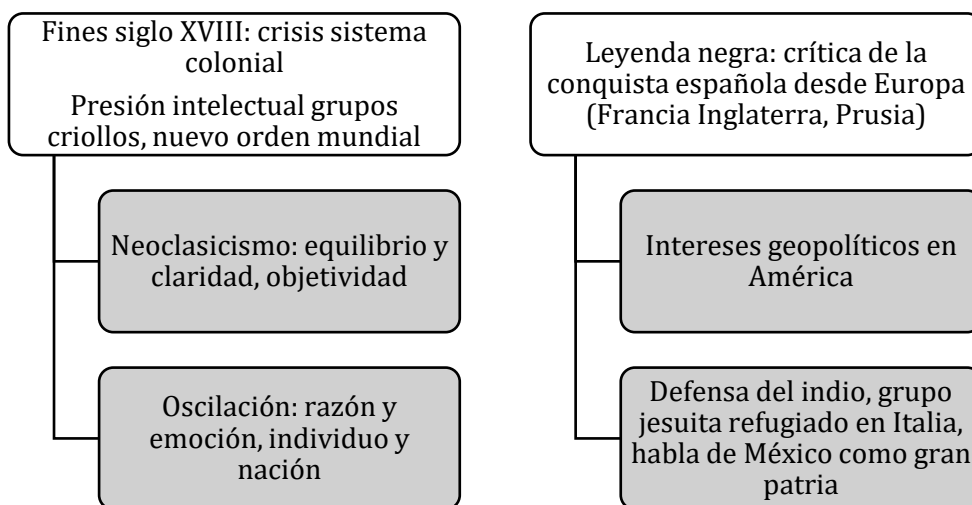 Fines siglo XVIII: crisis sistema
colonial
Presión intelectual grupos
criollos, nuevo orden mundial
Neoclasicismo: equilibrio y
claridad, objetividad
Oscilación: razón y
emoción, individuo y
nación
Leyenda negra: crítica de la
conquista española desde Europa
(Francia Inglaterra, Prusia)
Intereses geopolíticos en
América
Defensa del indio, grupo
jesuita refugiado en Italia,
habla de México como gran
patria